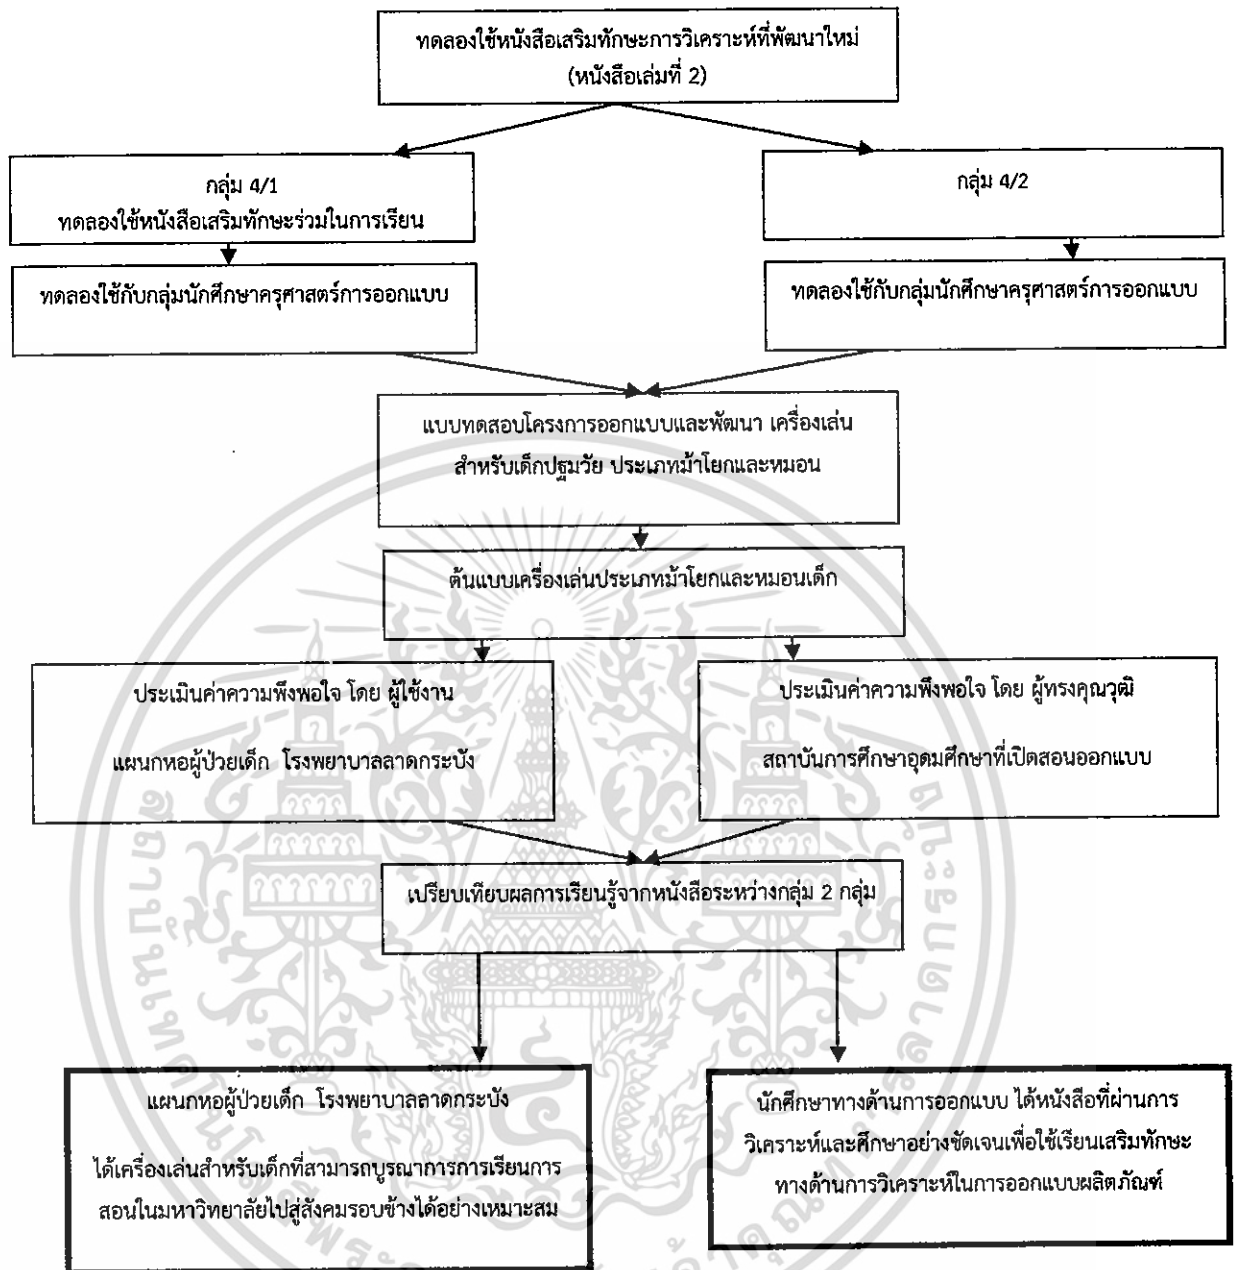 ทดลองใช้หนังสือเสริมทักษะการวิเคราะห์ที่พัฒนาใหม่
(หนังสือเล่มที่ 2)
กลุ่ม 4/1
ทดลองใช้หนังสือเสริมทักษะร่วมในการเรียน
กลุ่ม 4/2
ทดลองใช้กับกลุ่มนักศึกษาครุศาสตร์การออกแบบ
ทดลองใช้กับกลุ่มนักศึกษาครุศาสตร์การออกแบบ
แบบทดสอบโครงการออกแบบและพัฒนา เครื่องเล่น
สำหรับเด็กปฐมวัย ประเภทม้าโยกและหมอน
ต้นแบบเครื่องเล่นประเภทม้าโยกและหมอนเด็ก
ประเมินค่าความพึงพอใจ โดย ผู้ใช้งาน
แผนกหอผู้ป่วยเด็ก โรงพยาบาลลาดกระบัง
ประเมินค่าความพึงพอใจ โดย ผู้ทรงคุณวุฒิ
สถาบันการศึกษาอุดมศึกษาที่เปิดสอนออกแบบ
เปรียบเทียบผลการเรียนรู้จากหนังสือระหว่างกลุ่ม 2 กลุ่ม
แผนกหอผู้ป่วยเด็ก โรงพยาบาลลาดกระบัง
ได้เครื่องเล่นสำหรับเด็กที่สามารถบูรณาการการเรียนการ
สอนในมหาวิทยาลัยไปสู่สังคมรอบข้างได้อย่างเหมาะสม
นักศึกษาทางด้านการออกแบบ ได้หนังสือที่ผ่านการ
วิเคราะห์และศึกษาอย่างชัดเจนเพื่อใช้เรียนเสริมทักษะ
ทางด้านการวิเคราะห์ในการออกแบบผลิตภัณฑ์